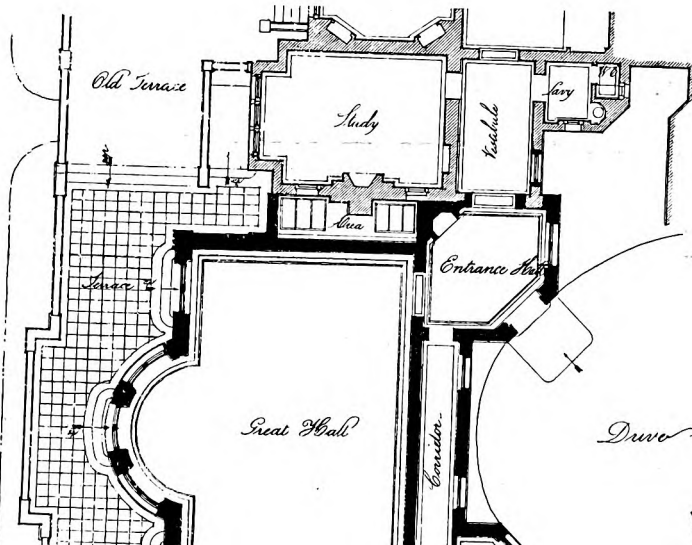 Old Terrace
Study
Vestibule
Lavy
W C
Area
Entrance Hall
Terrace
Great Hall
Corridor
Drive